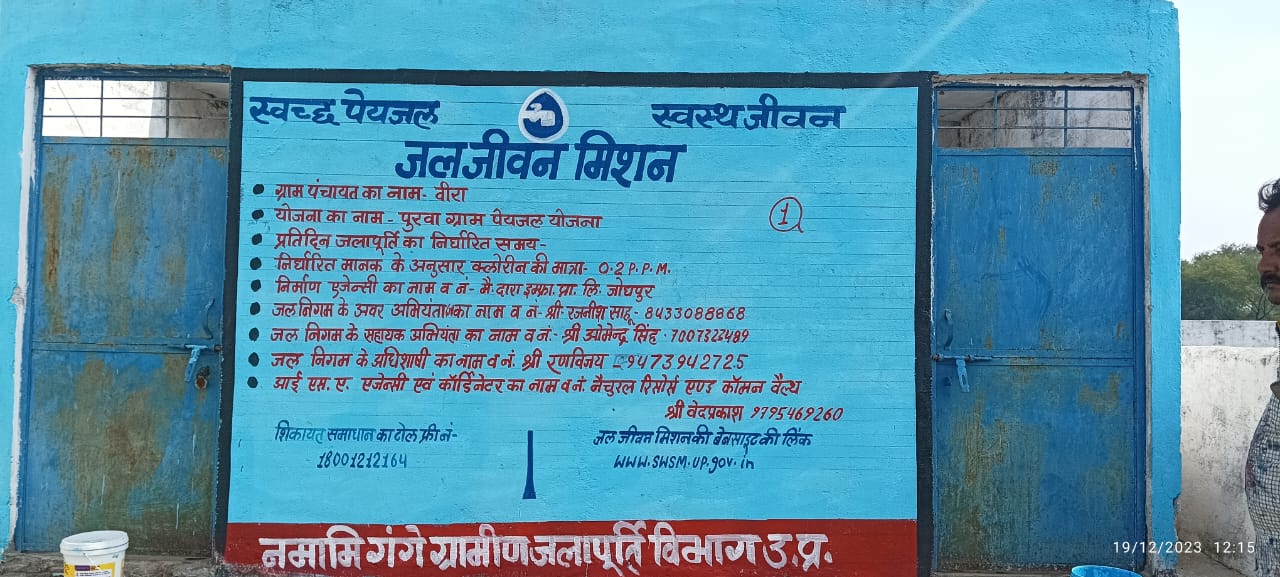 स्वच्छ पेयजल स्वस्थ जीवन
जल जीवन मिशन
• ग्राम पंचायत का नाम- वीरा
1
• योजना का नाम - पुरवा ग्राम पेयजल योजना
• प्रतिदिन जलापूर्ति का निर्धारित समय-
• निर्धारित मानक के अनुसार क्लोरीन की मात्रा- 0.2 P.P.M.
• निर्माण एजेन्सी का नाम व नं- मै. दारा इन्फ्रा. प्रा. लि. जोधपुर
• जल निगम के अवर अभियंता का नाम व नं- श्री रजनीश साहू- 8433088868
• जल निगम के सहायक अभियंता का नाम व नं.- श्री ओमेन्द्र सिंह- 7007322489
• जल निगम के अधिशाषी का नाम व नं. श्री रणविजय - 9473942725
• आई एस. ए. एजेन्सी एवं कॉर्डिनेटर का नाम व नं. नैचुरल रिसोर्स एण्ड कॉमन वैल्थ
श्री वेदप्रकाश 9795469260
शिकायत समाधान का टोल फ्री नं-
18001212164
जल जीवन मिशन की बेबसाइट की लिंक
www.swsm.up.gov.in
नमामि गंगे ग्रामीण जलापूर्ति विभाग उ.प्र.
19/12/2023 12:15